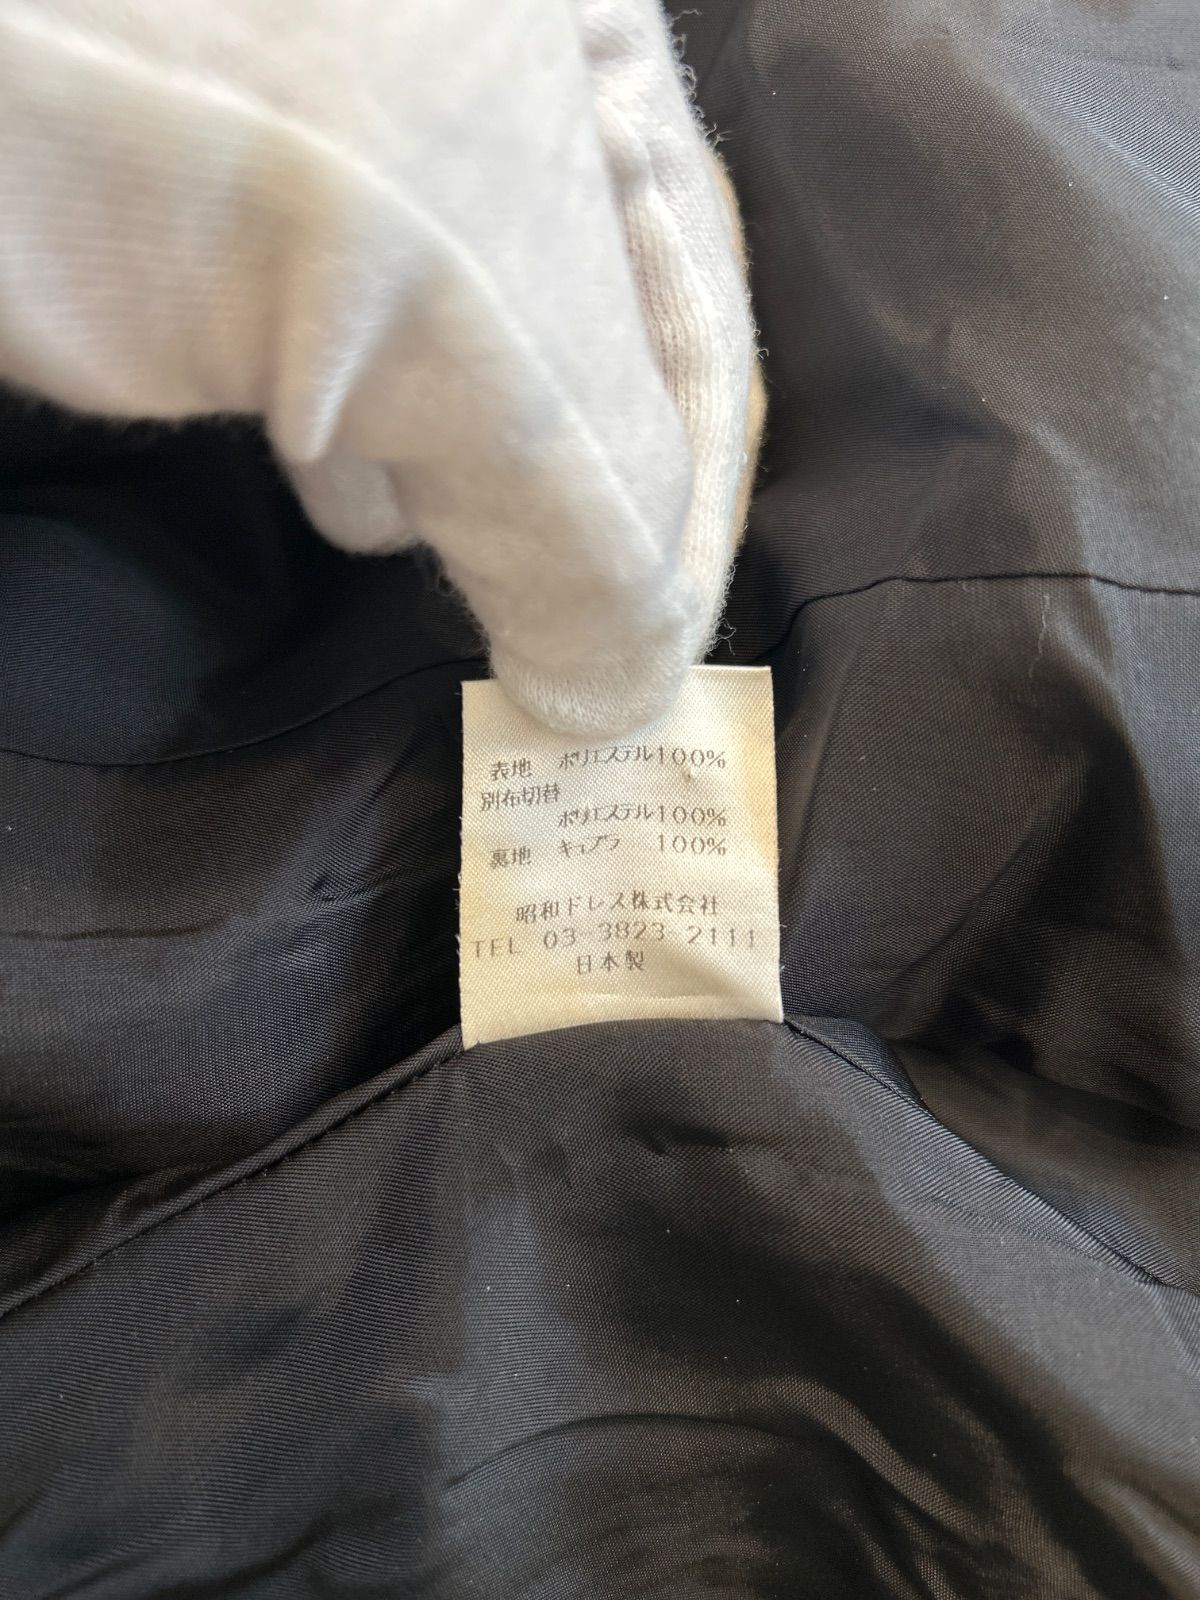 表地 ポリエステル100%
別布切替
ポリエステル100%
裏地 キュプラ 100%
昭和ドレス株式会社
TEL 03-3823-2111
日本製